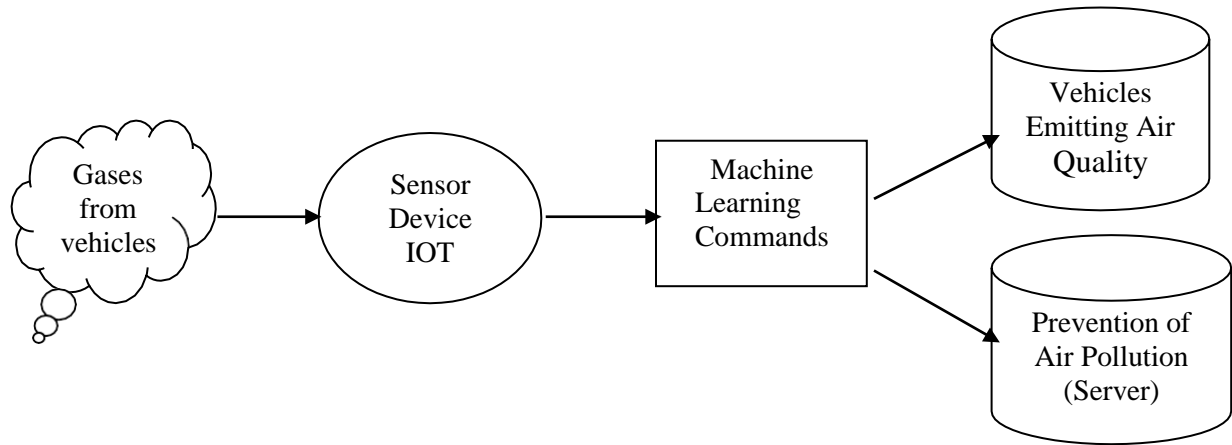 Gases
from
vehicles
Sensor
Device
IOT
Machine
Learning
Commands
Vehicles
Emitting Air
Quality
Prevention of
Air Pollution
(Server)